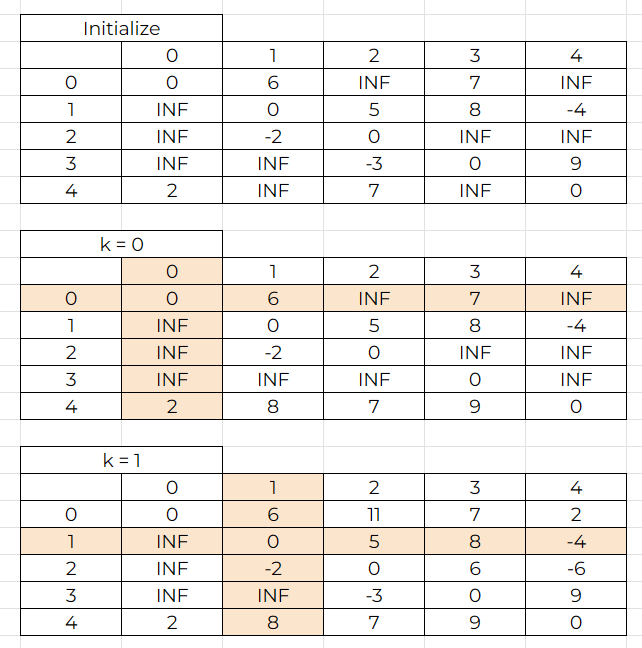 Initialize
0 1 2 3 4
0 0 6 INF 7 INF
1 INF 0 5 8 -4
2 INF -2 0 INF INF
3 INF INF -3 0 9
4 2 INF 7 INF 0
k = 0
0 1 2 3 4
0 0 6 INF 7 INF
1 INF 0 5 8 -4
2 INF -2 0 INF INF
3 INF INF INF 0 INF
4 2 8 7 9 0
k = 1
0 1 2 3 4
0 0 6 11 7 2
1 INF 0 5 8 -4
2 INF -2 0 6 -6
3 INF INF -3 0 9
4 2 8 7 9 0